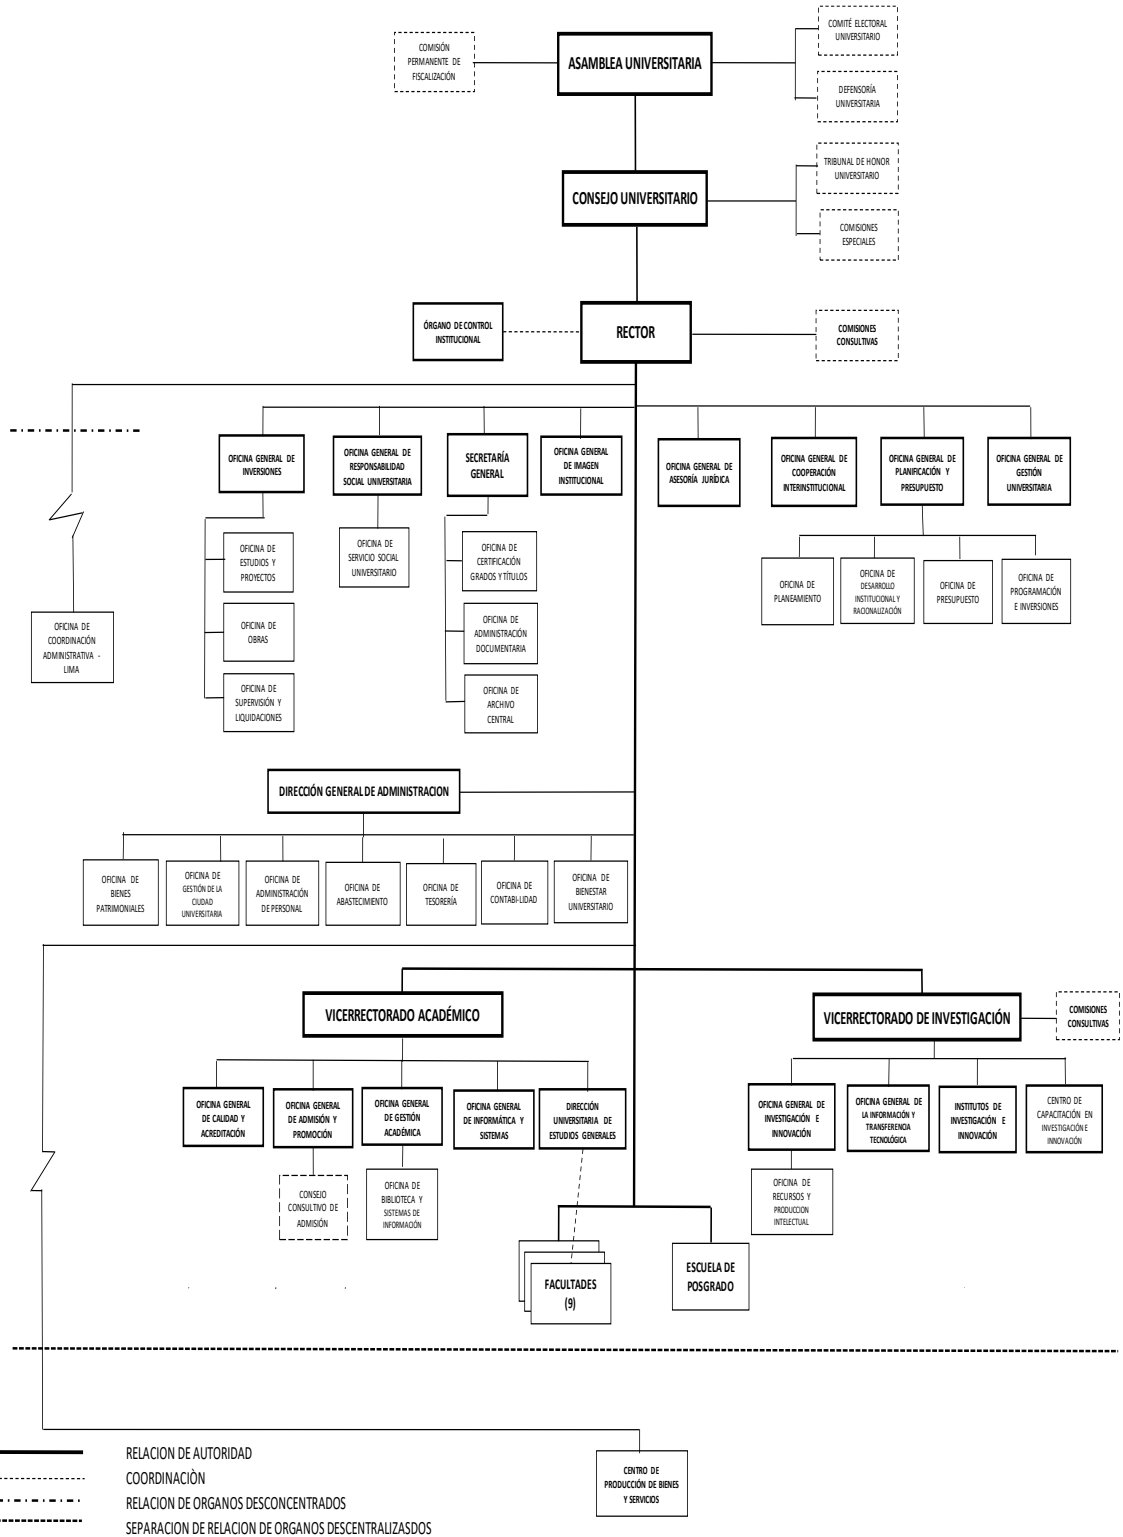 COMITÉ ELECTORAL
UNIVERSITARIO
COMISIÓN
PERMANENTE DE
FISCALIZACIÓN
ASAMBLEA UNIVERSITARIA
DEFENSORÍA
UNIVERSITARIA
TRIBUNAL DE HONOR
UNIVERSITARIO
CONSEJO UNIVERSITARIO
COMISIONES
ESPECIALES
ÓRGANO DE CONTROL
INSTITUCIONAL
RECTOR
COMISIONES
CONSULTIVAS
OFICINA GENERAL DE
INVERSIONES
OFICINA GENERAL DE
RESPONSABILIDAD
SOCIAL UNIVERSITARIA
SECRETARÍA
GENERAL
OFICINA GENERAL
DE IMAGEN
INSTITUCIONAL
OFICINA GENERAL DE
ASESORÍA JURÍDICA
OFICINA GENERAL DE
COOPERACIÓN
INTERINSTITUCIONAL
OFICINA GENERAL DE
PLANIFICACIÓN Y
PRESUPUESTO
OFICINA GENERAL DE
GESTIÓN
UNIVERSITARIA
OFICINA DE
ESTUDIOS Y
PROYECTOS
OFICINA DE
SERVICIO SOCIAL
UNIVERSITARIO
OFICINA DE
CERTIFICACIÓN
GRADOS Y TÍTULOS
OFICINA DE
PLANEAMIENTO
OFICINA DE
DESARROLLO
INSTITUCIONAL Y
RACIONALIZACIÓN
OFICINA DE
PRESUPUESTO
OFICINA DE
PROGRAMACIÓN
E INVERSIONES
OFICINA DE
COORDINACIÓN
ADMINISTRATIVA -
LIMA
OFICINA DE
OBRAS
OFICINA DE
ADMINISTRACIÓN
DOCUMENTARIA
OFICINA DE
SUPERVISIÓN Y
LIQUIDACIONES
OFICINA DE
ARCHIVO
CENTRAL
DIRECCIÓN GENERAL DE ADMINISTRACION
OFICINA DE
BIENES
PATRIMONIALES
OFICINA DE
GESTIÓN DE LA
CIUDAD
UNIVERSITARIA
OFICINA DE
ADMINISTRACIÓN
DE PERSONAL
OFICINA DE
ABASTECIMIENTO
OFICINA DE
TESORERÍA
OFICINA DE
CONTABI-LIDAD
OFICINA DE
BIENESTAR
UNIVERSITARIO
VICERRECTORADO ACADÉMICO
VICERRECTORADO DE INVESTIGACIÓN
COMISIONES
CONSULTIVAS
OFICINA GENERAL
DE CALIDAD Y
ACREDITACIÓN
OFICINA GENERAL
DE ADMISIÓN Y
PROMOCIÓN
OFICINA GENERAL
DE GESTIÓN
ACADÉMICA
OFICINA GENERAL
DE INFORMÁTICA Y
SISTEMAS
DIRECCIÓN
UNIVERSITARIA DE
ESTUDIOS GENERALES
OFICINA GENERAL DE
INVESTIGACIÓN E
INNOVACIÓN
OFICINA GENERAL DE
LA INFORMACIÓN Y
TRANSFERENCIA
TECNOLÓGICA
INSTITUTOS DE
INVESTIGACIÓN E
INNOVACIÓN
CENTRO DE
CAPACITACIÓN EN
INVESTIGACIÓN E
INNOVACIÓN
CONSEJO
CONSULTIVO DE
ADMISIÓN
OFICINA DE
BIBLIOTECA Y
SISTEMAS DE
INFORMACIÓN
OFICINA DE
RECURSOS Y
PRODUCCION
INTELECTUAL
FACULTADES
(9)
ESCUELA DE
POSGRADO
CENTRO DE
PRODUCCIÓN DE BIENES
Y SERVICIOS
RELACION DE AUTORIDAD
COORDINACIÒN
RELACION DE ORGANOS DESCONCENTRADOS
SEPARACION DE RELACION DE ORGANOS DESCENTRALIZASDOS